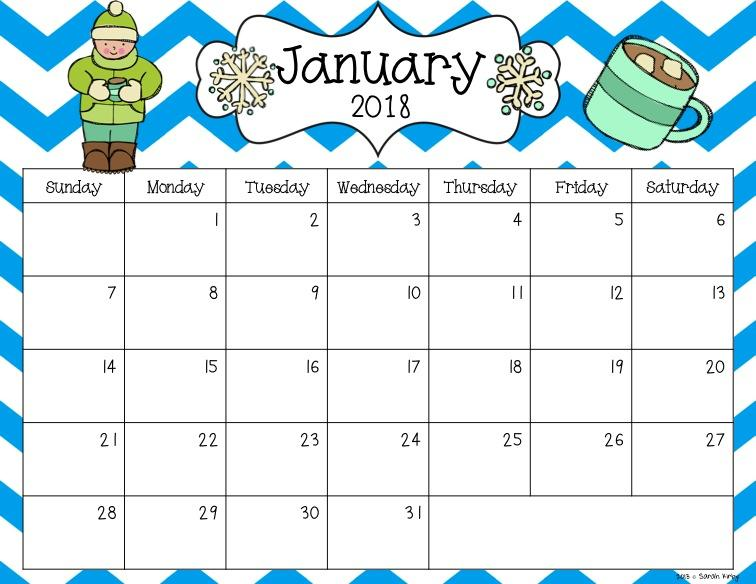 January
2018
Sunday Monday Tuesday Wednesday Thursday Friday Saturday
1 2 3 4 5 6
7 8 9 10 11 12 13
14 15 16 17 18 19 20
21 22 23 24 25 26 27
28 29 30 31
© Sarah Kirby